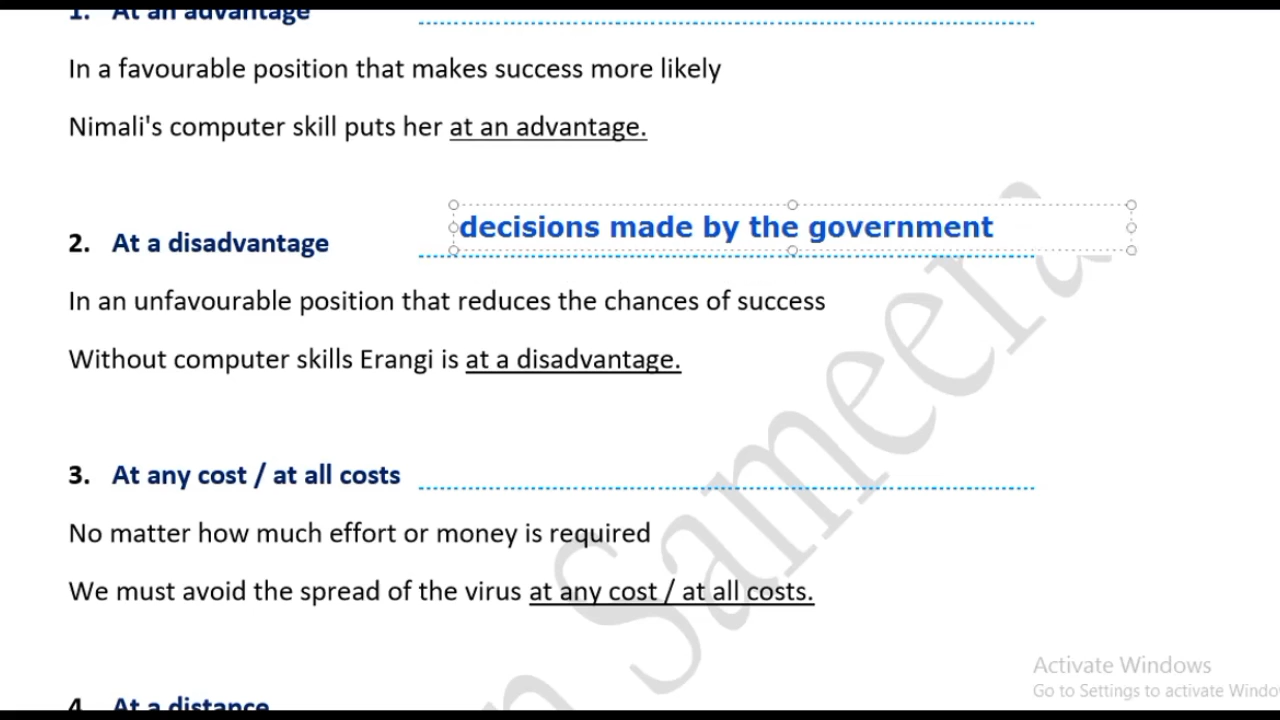 1. At an advantage
In a favourable position that makes success more likely
Nimali's computer skill puts her at an advantage.
decisions made by the government
2. At a disadvantage
In an unfavourable position that reduces the chances of success
Without computer skills Erangi is at a disadvantage.
3. At any cost / at all costs
No matter how much effort or money is required
We must avoid the spread of the virus at any cost / at all costs.
4. At a distance
Sameera
Activate Windows
Go to Settings to activate Windo